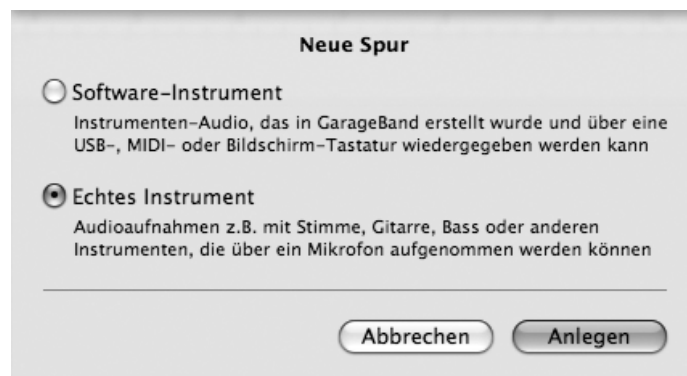 Neue Spur
Software-Instrument
Instrumenten-Audio, das in GarageBand erstellt wurde und über eine
USB-, MIDI- oder Bildschirm-Tastatur wiedergegeben werden kann
Echtes Instrument
Audioaufnahmen z.B. mit Stimme, Gitarre, Bass oder anderen
Instrumenten, die über ein Mikrofon aufgenommen werden können
Abbrechen Anlegen